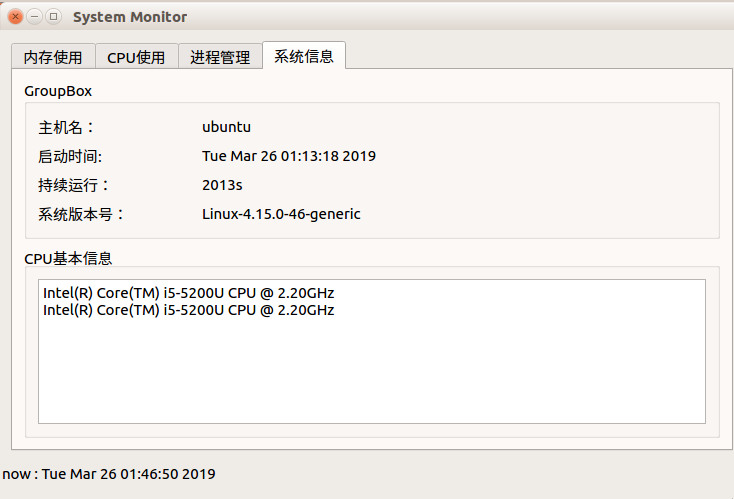 System Monitor
内存使用 CPU使用 进程管理 系统信息
GroupBox
主机名： ubuntu
启动时间: Tue Mar 26 01:13:18 2019
持续运行： 2013s
系统版本号： Linux-4.15.0-46-generic
CPU基本信息
Intel(R) Core(TM) i5-5200U CPU @ 2.20GHz
Intel(R) Core(TM) i5-5200U CPU @ 2.20GHz
now : Tue Mar 26 01:46:50 2019